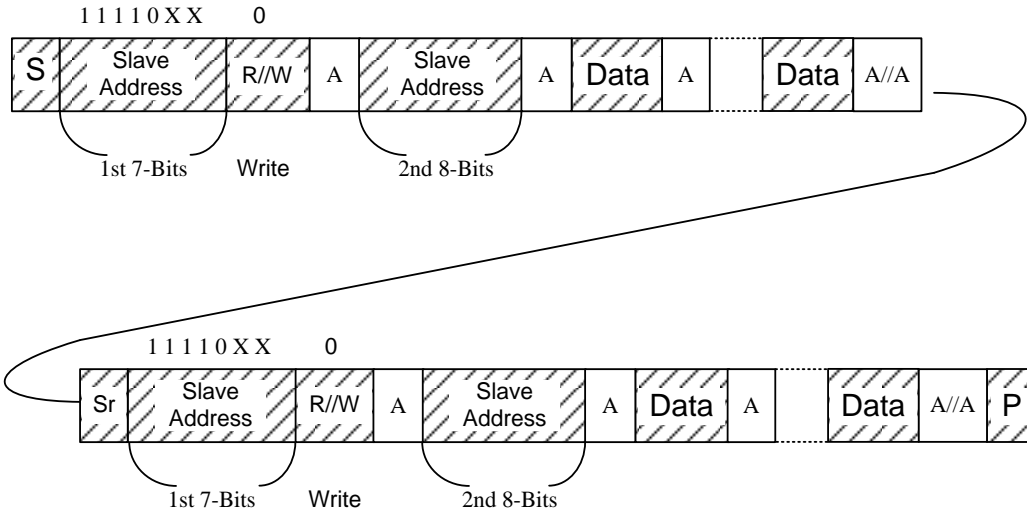 1 1 1 1 0 X X 0
S Slave Address R//W A Slave Address A Data A Data A//A
1st 7-Bits Write 2nd 8-Bits
1 1 1 1 0 X X 0
Sr Slave Address R//W A Slave Address A Data A Data A//A P
1st 7-Bits Write 2nd 8-Bits